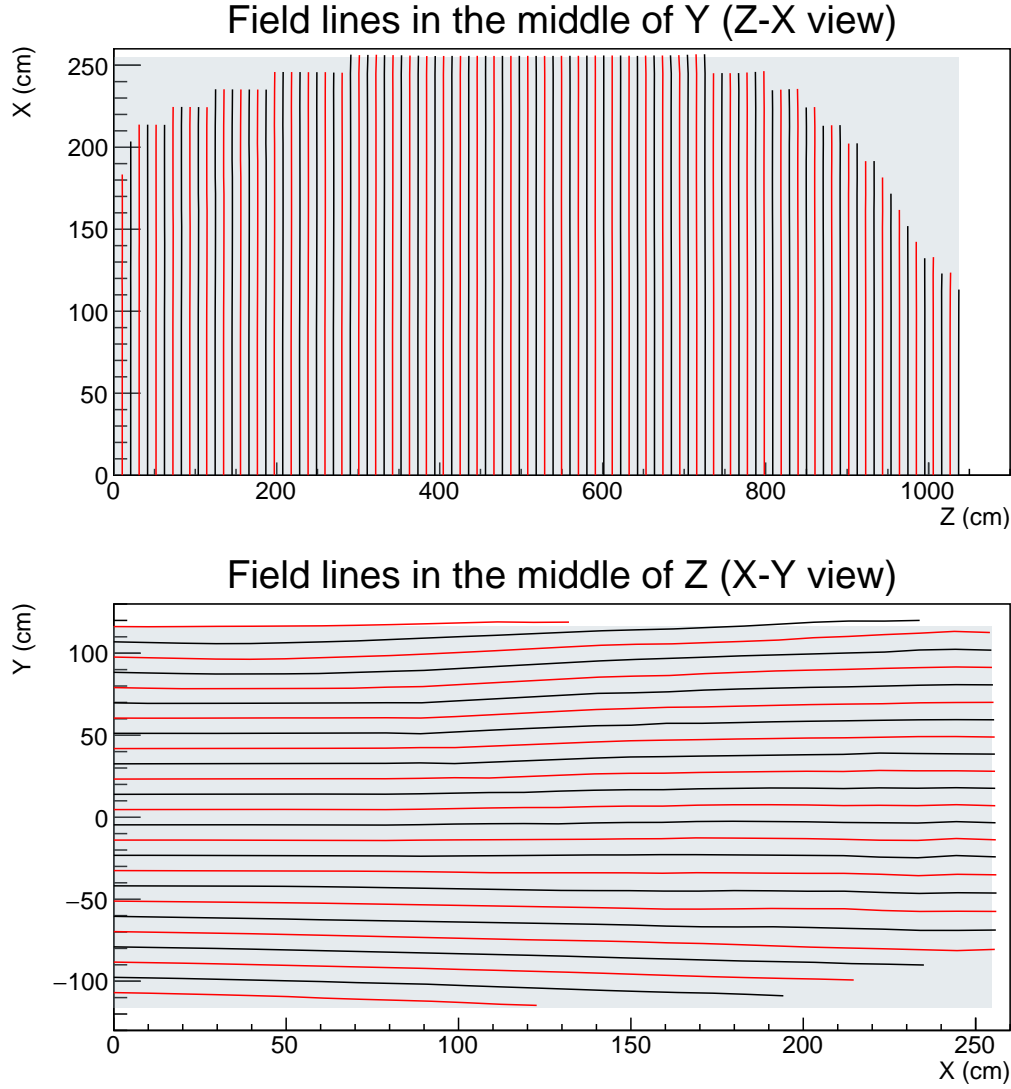 Field lines in the middle of Y (Z-X view)
X (cm)
250
200
150
100
50
0
0 200 400 600 800 1000
Z (cm)
Field lines in the middle of Z (X-Y view)
Y (cm)
100
50
0
−50
−100
0 50 100 150 200 250
X (cm)